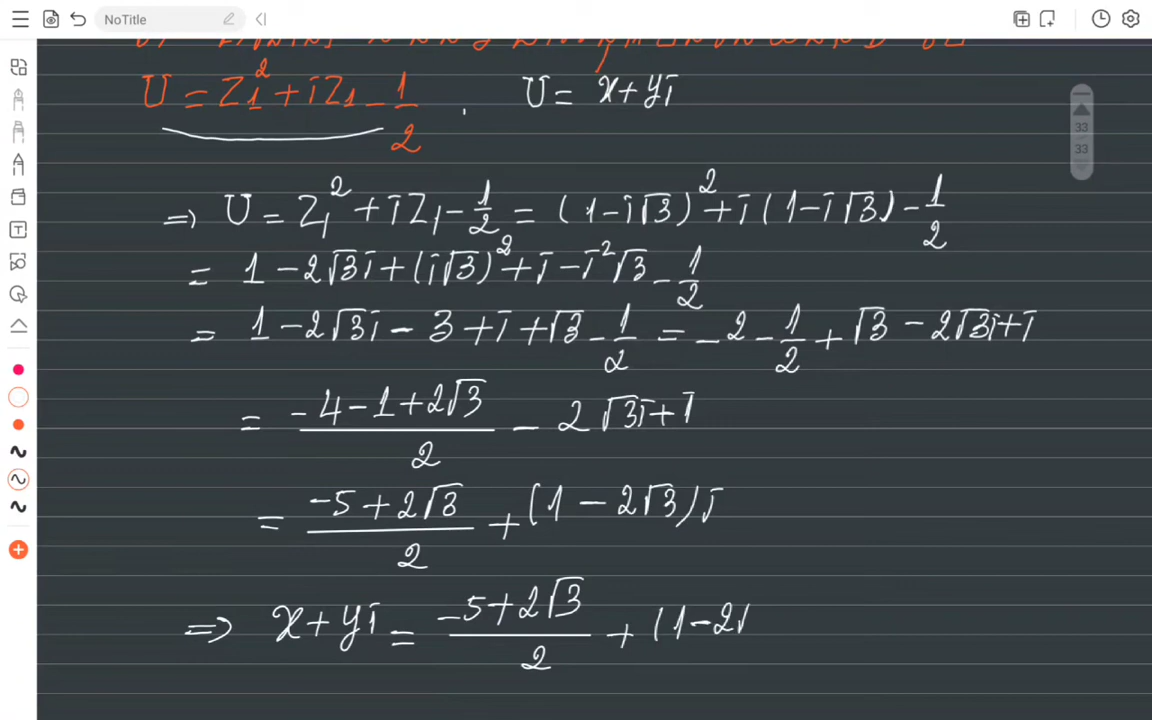 NoTitle
U = Z₁² + iZ₁ - 1/2 . U = x + yi
⇒ U = Z₁² + iZ₁ - 1/2 = (1 - i√3)² + i(1 - i√3) - 1/2
= 1 - 2√3i + (i√3)² + i - i²√3 - 1/2
= 1 - 2√3i - 3 + i + √3 - 1/2 = -2 - 1/2 + √3 - 2√3i + i
= (-4 - 1 + 2√3)/2 - 2√3i + i
= (-5 + 2√3)/2 + (1 - 2√3)i
⇒ x + yi = (-5 + 2√3)/2 + (1 - 2√
33
33